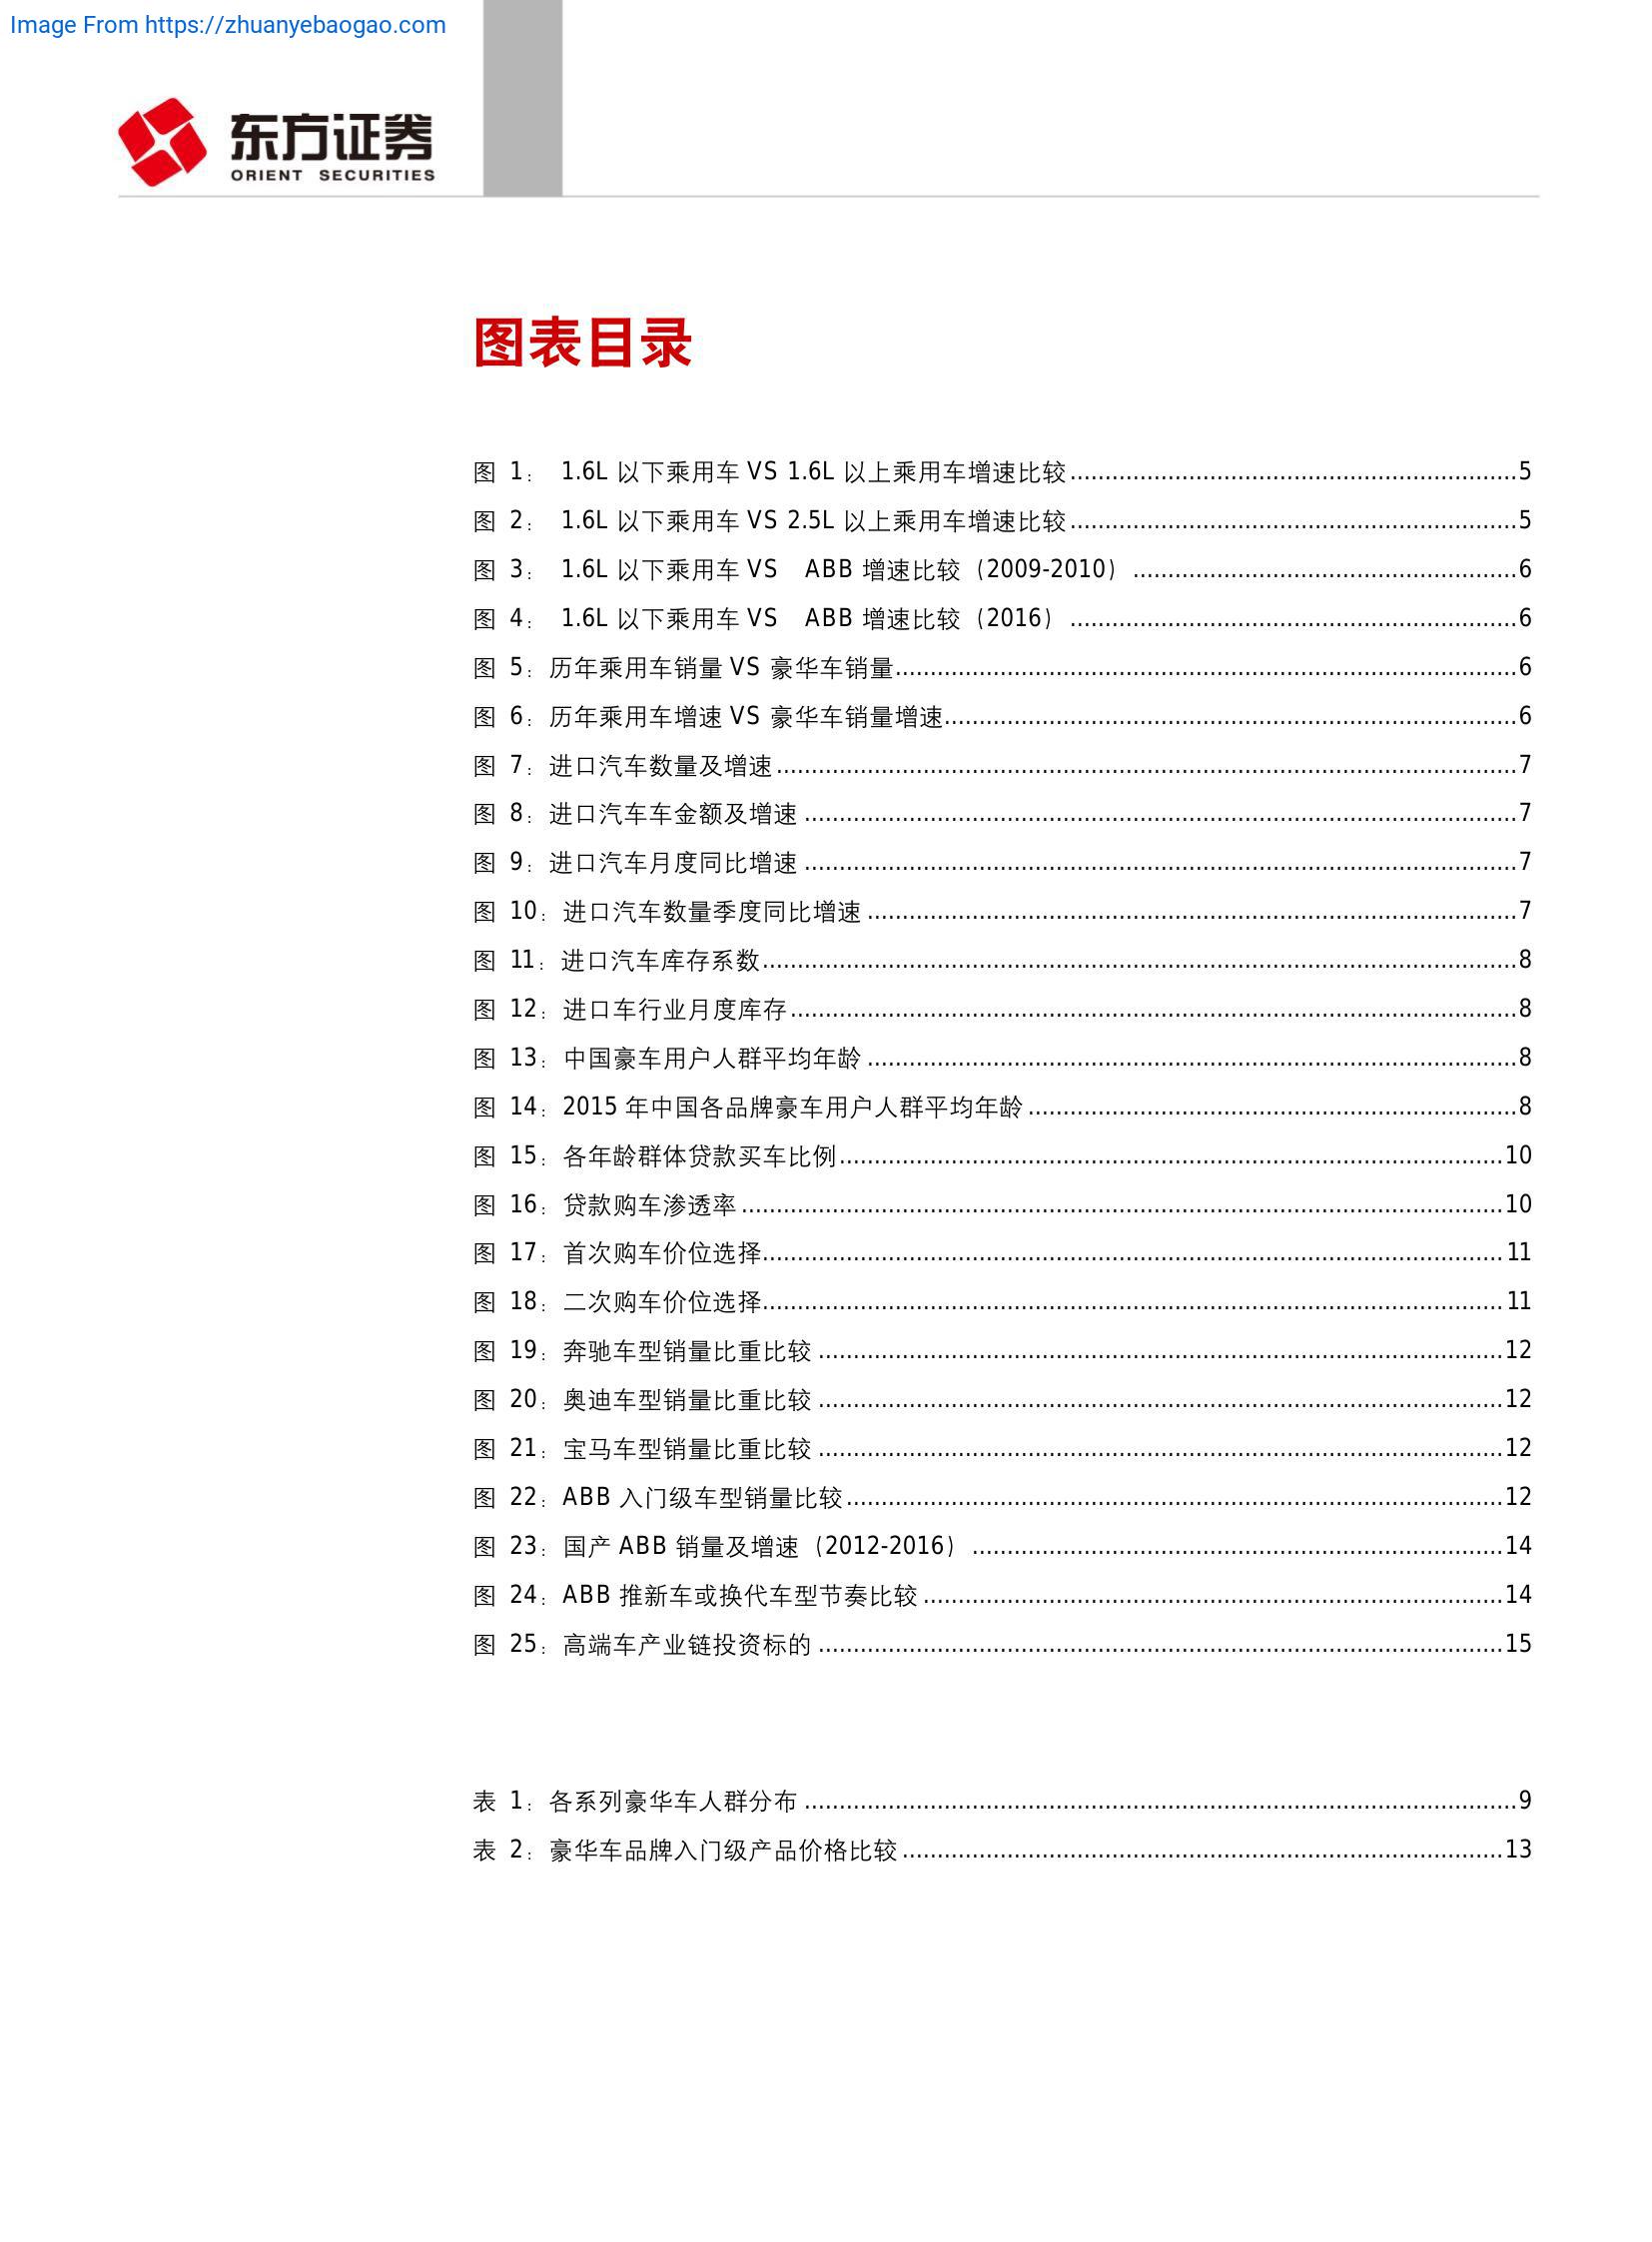 Image From https://zhuanyebaogao.com
东方证券
ORIENT SECURITIES
图表目录
图 1： 1.6L 以下乘用车 VS 1.6L 以上乘用车增速比较...............5
图 2： 1.6L 以下乘用车 VS 2.5L 以上乘用车增速比较...............5
图 3： 1.6L 以下乘用车 VS ABB 增速比较（2009-2010）...............6
图 4： 1.6L 以下乘用车 VS ABB 增速比较（2016）...............6
图 5：历年乘用车销量 VS 豪华车销量...............6
图 6：历年乘用车增速 VS 豪华车销量增速...............6
图 7：进口汽车数量及增速...............7
图 8：进口汽车车金额及增速...............7
图 9：进口汽车月度同比增速...............7
图 10：进口汽车数量季度同比增速...............7
图 11：进口汽车库存系数...............8
图 12：进口车行业月度库存...............8
图 13：中国豪车用户人群平均年龄...............8
图 14：2015 年中国各品牌豪车用户人群平均年龄...............8
图 15：各年龄群体贷款买车比例...............10
图 16：贷款购车渗透率...............10
图 17：首次购车价位选择...............11
图 18：二次购车价位选择...............11
图 19：奔驰车型销量比重比较...............12
图 20：奥迪车型销量比重比较...............12
图 21：宝马车型销量比重比较...............12
图 22：ABB 入门级车型销量比较...............12
图 23：国产 ABB 销量及增速（2012-2016）...............14
图 24：ABB 推新车或换代车型节奏比较...............14
图 25：高端车产业链投资标的...............15
表 1：各系列豪华车人群分布...............9
表 2：豪华车品牌入门级产品价格比较...............13